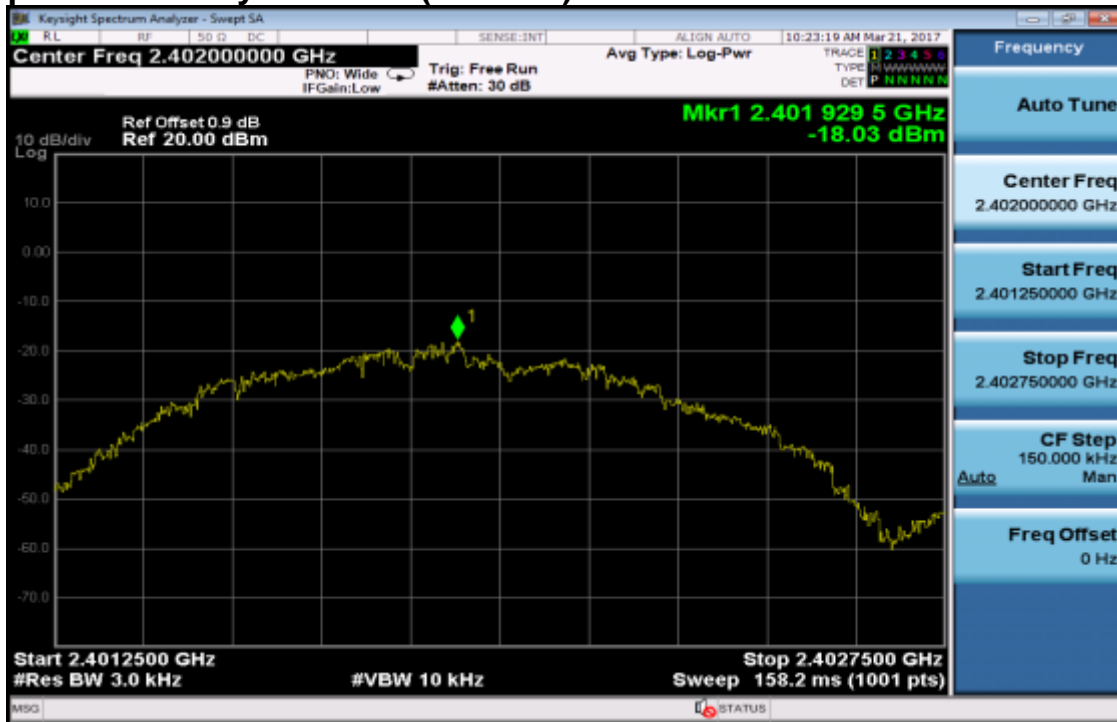 Keysight Spectrum Analyzer - Swept SA
RL RF 50 Ω DC SENSE:INT ALIGN AUTO 10:23:19 AM Mar 21, 2017
Center Freq 2.402000000 GHz
PNO: Wide
IFGain:Low
Trig: Free Run
#Atten: 30 dB
Avg Type: Log-Pwr
TRACE 1 2 3 4 5 6
TYPE M WWWWW
DET P N N N N N
Mkr1 2.401 929 5 GHz
-18.03 dBm
Ref Offset 0.9 dB
10 dB/div Ref 20.00 dBm
Log
10.0
0.00
-10.0
-20.0
-30.0
-40.0
-50.0
-60.0
-70.0
1
Start 2.4012500 GHz Stop 2.4027500 GHz
#Res BW 3.0 kHz #VBW 10 kHz Sweep 158.2 ms (1001 pts)
MSG STATUS
Frequency
Auto Tune
Center Freq
2.402000000 GHz
Start Freq
2.401250000 GHz
Stop Freq
2.402750000 GHz
CF Step
150.000 kHz
Auto Man
Freq Offset
0 Hz